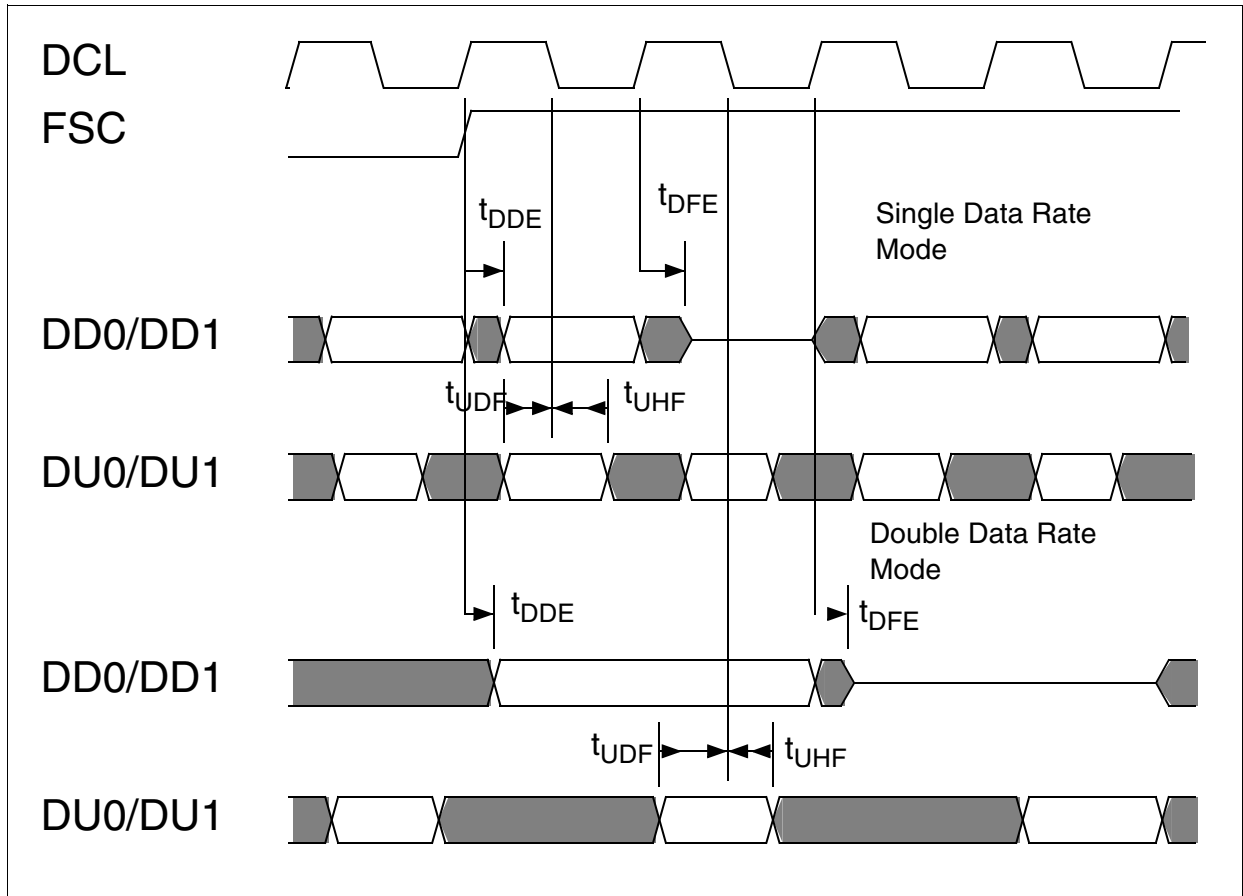 DCL
FSC
tDDE
tDFE
Single Data Rate
Mode
DD0/DD1
tUDF
tUHF
DU0/DU1
Double Data Rate
Mode
tDDE
tDFE
DD0/DD1
tUDF
tUHF
DU0/DU1